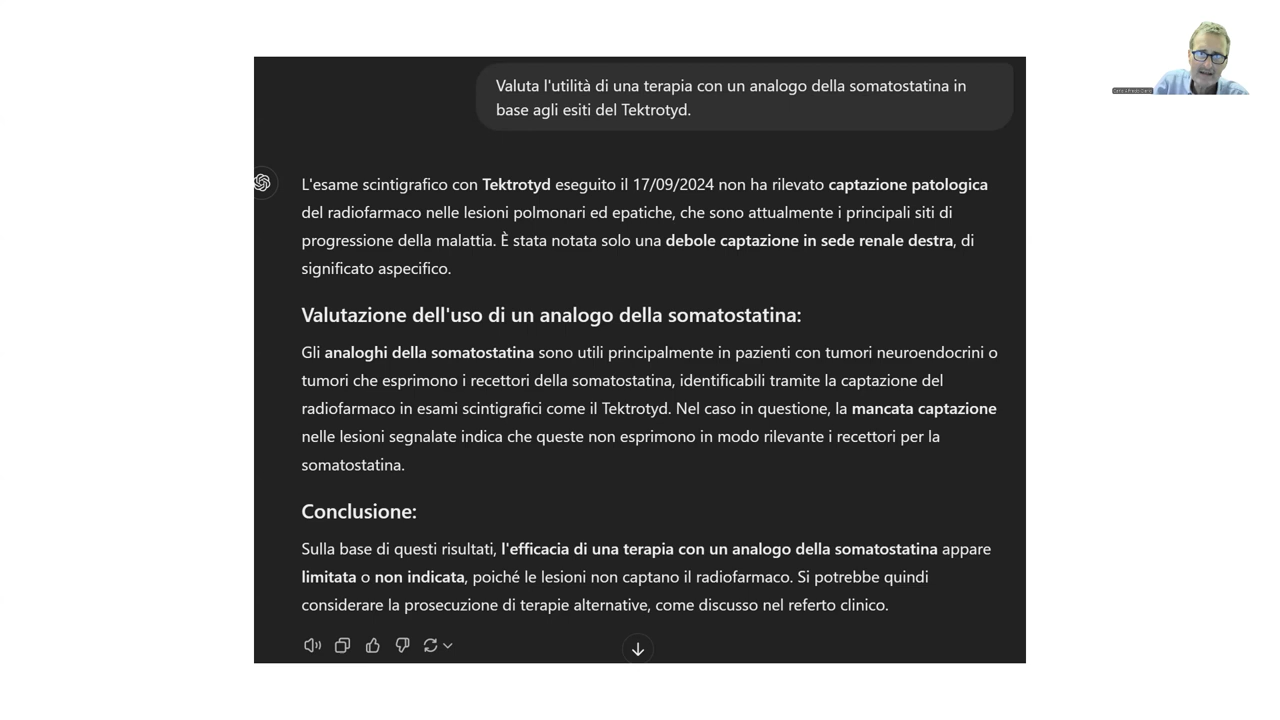 Valuta l'utilità di una terapia con un analogo della somatostatina in
base agli esiti del Tektrotyd.
L'esame scintigrafico con Tektrotyd eseguito il 17/09/2024 non ha rilevato captazione patologica
del radiofarmaco nelle lesioni polmonari ed epatiche, che sono attualmente i principali siti di
progressione della malattia. È stata notata solo una debole captazione in sede renale destra, di
significato aspecifico.
Valutazione dell'uso di un analogo della somatostatina:
Gli analoghi della somatostatina sono utili principalmente in pazienti con tumori neuroendocrini o
tumori che esprimono i recettori della somatostatina, identificabili tramite la captazione del
radiofarmaco in esami scintigrafici come il Tektrotyd. Nel caso in questione, la mancata captazione
nelle lesioni segnalate indica che queste non esprimono in modo rilevante i recettori per la
somatostatina.
Conclusione:
Sulla base di questi risultati, l'efficacia di una terapia con un analogo della somatostatina appare
limitata o non indicata, poiché le lesioni non captano il radiofarmaco. Si potrebbe quindi
considerare la prosecuzione di terapie alternative, come discusso nel referto clinico.